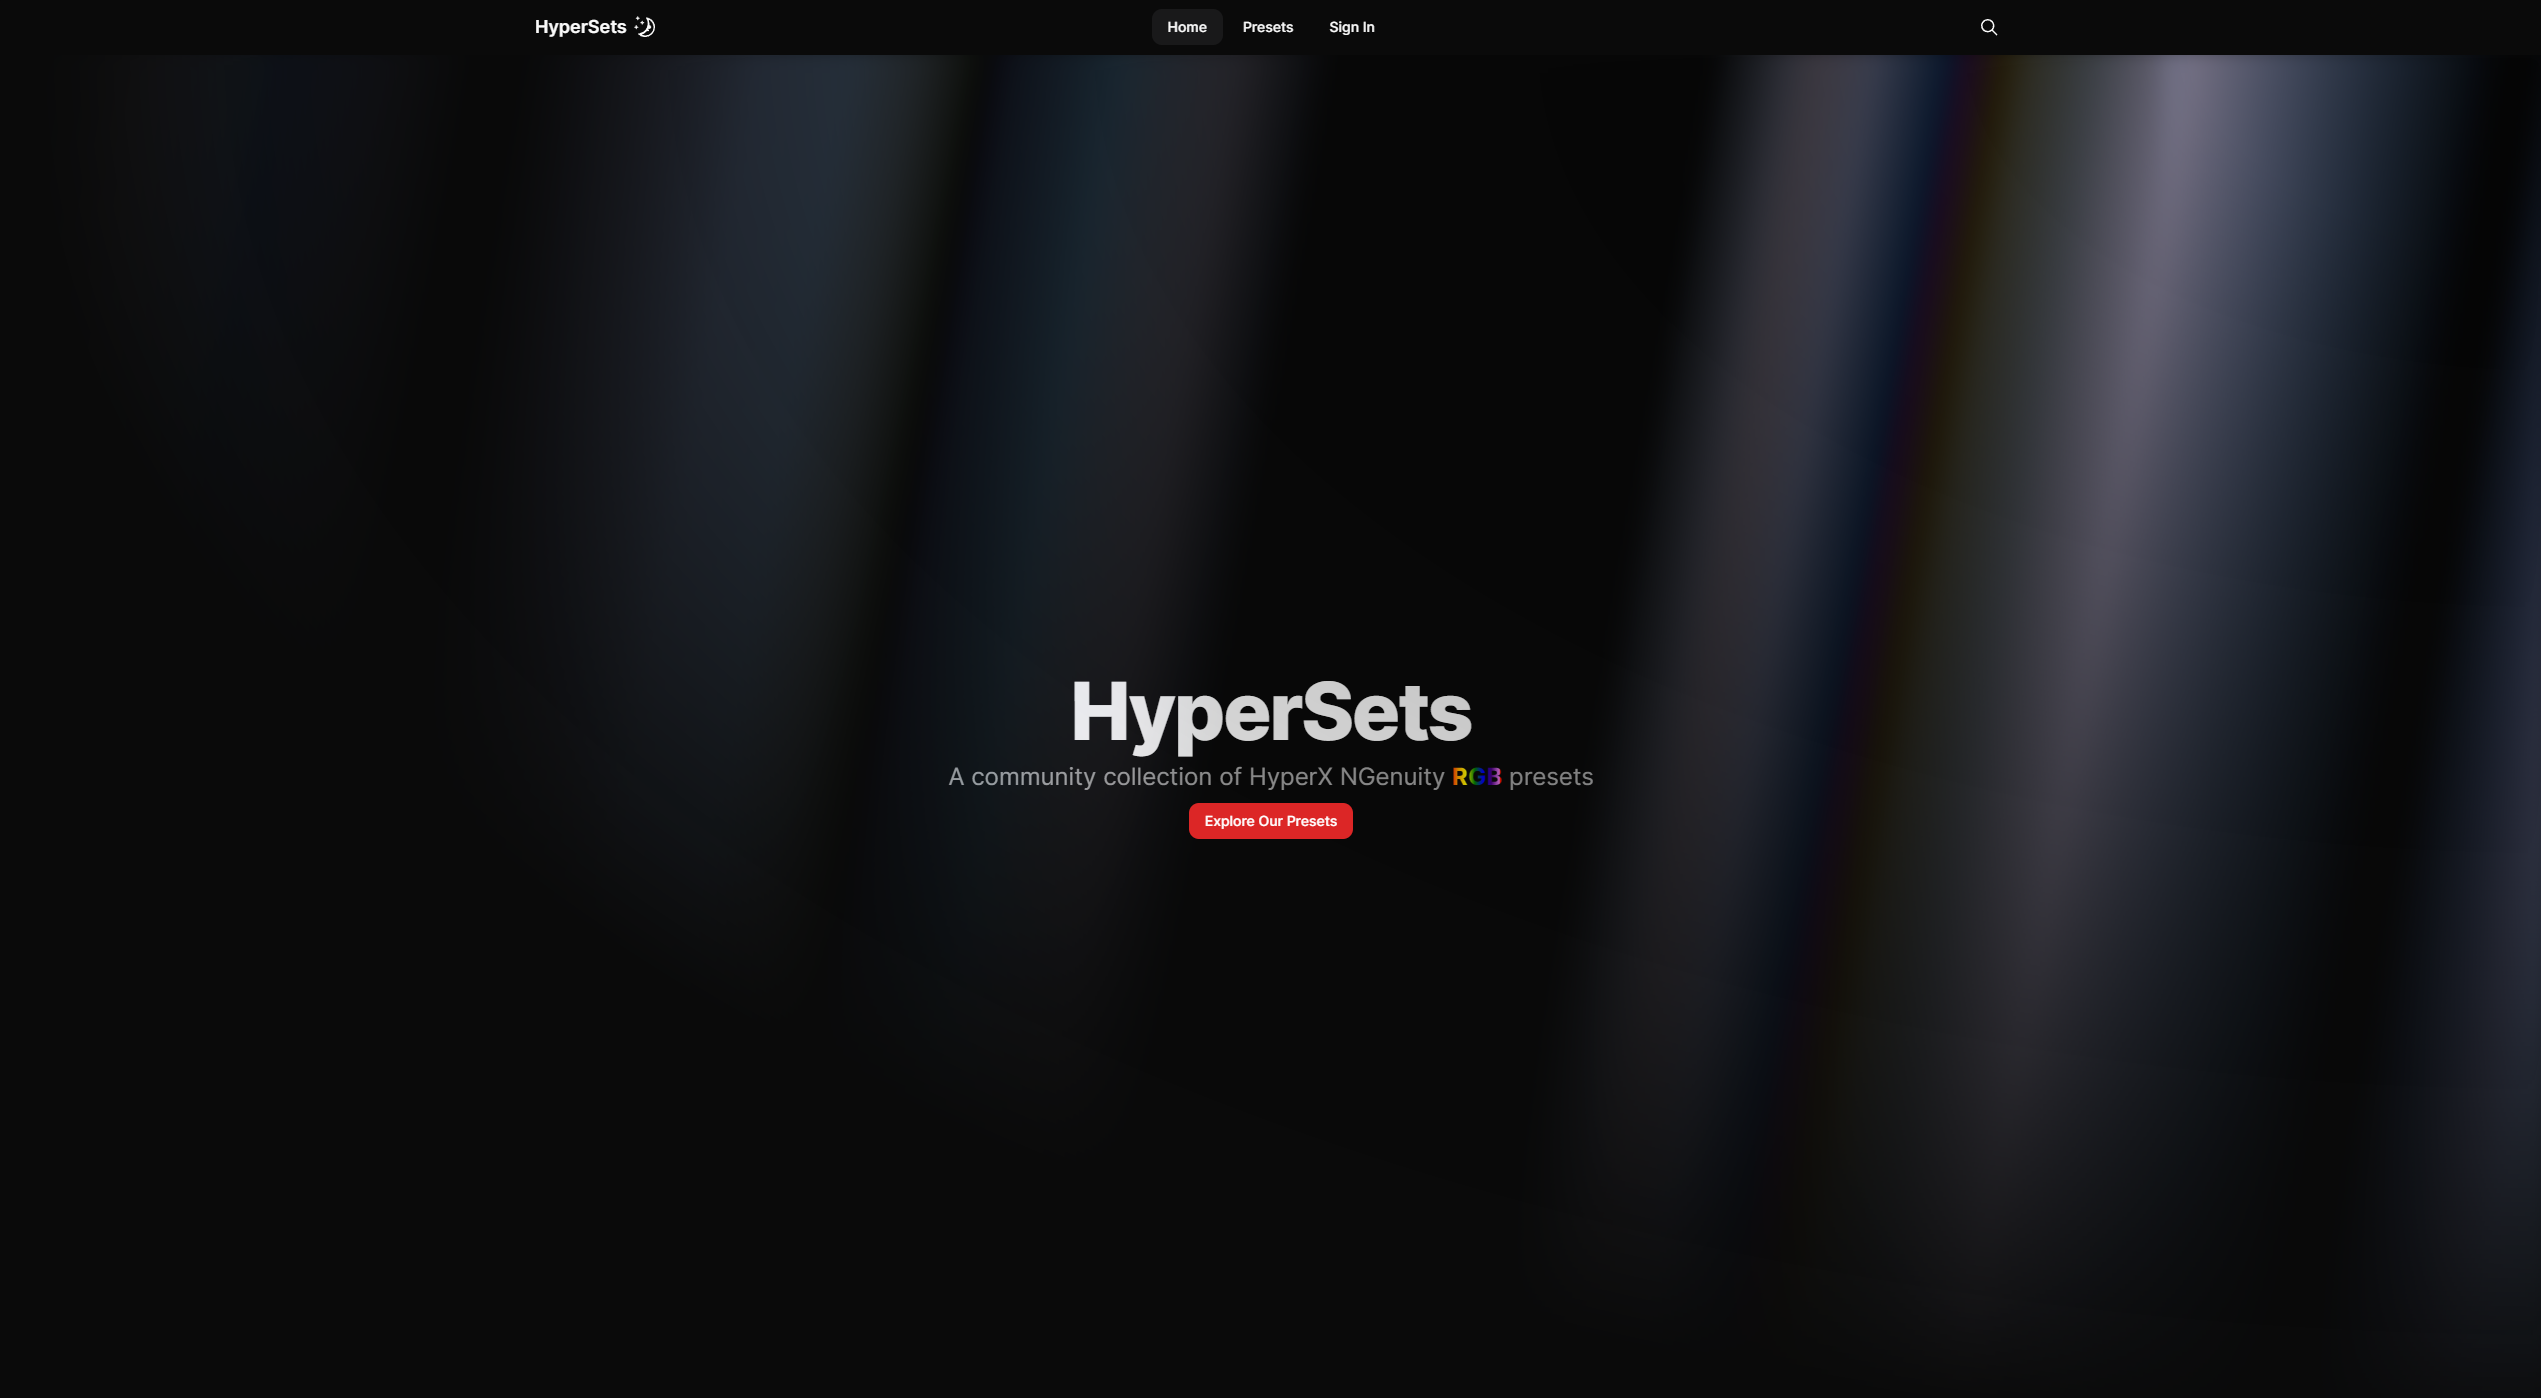 HyperSets
Home Presets Sign In
HyperSets
A community collection of HyperX NGenuity RGB presets
Explore Our Presets